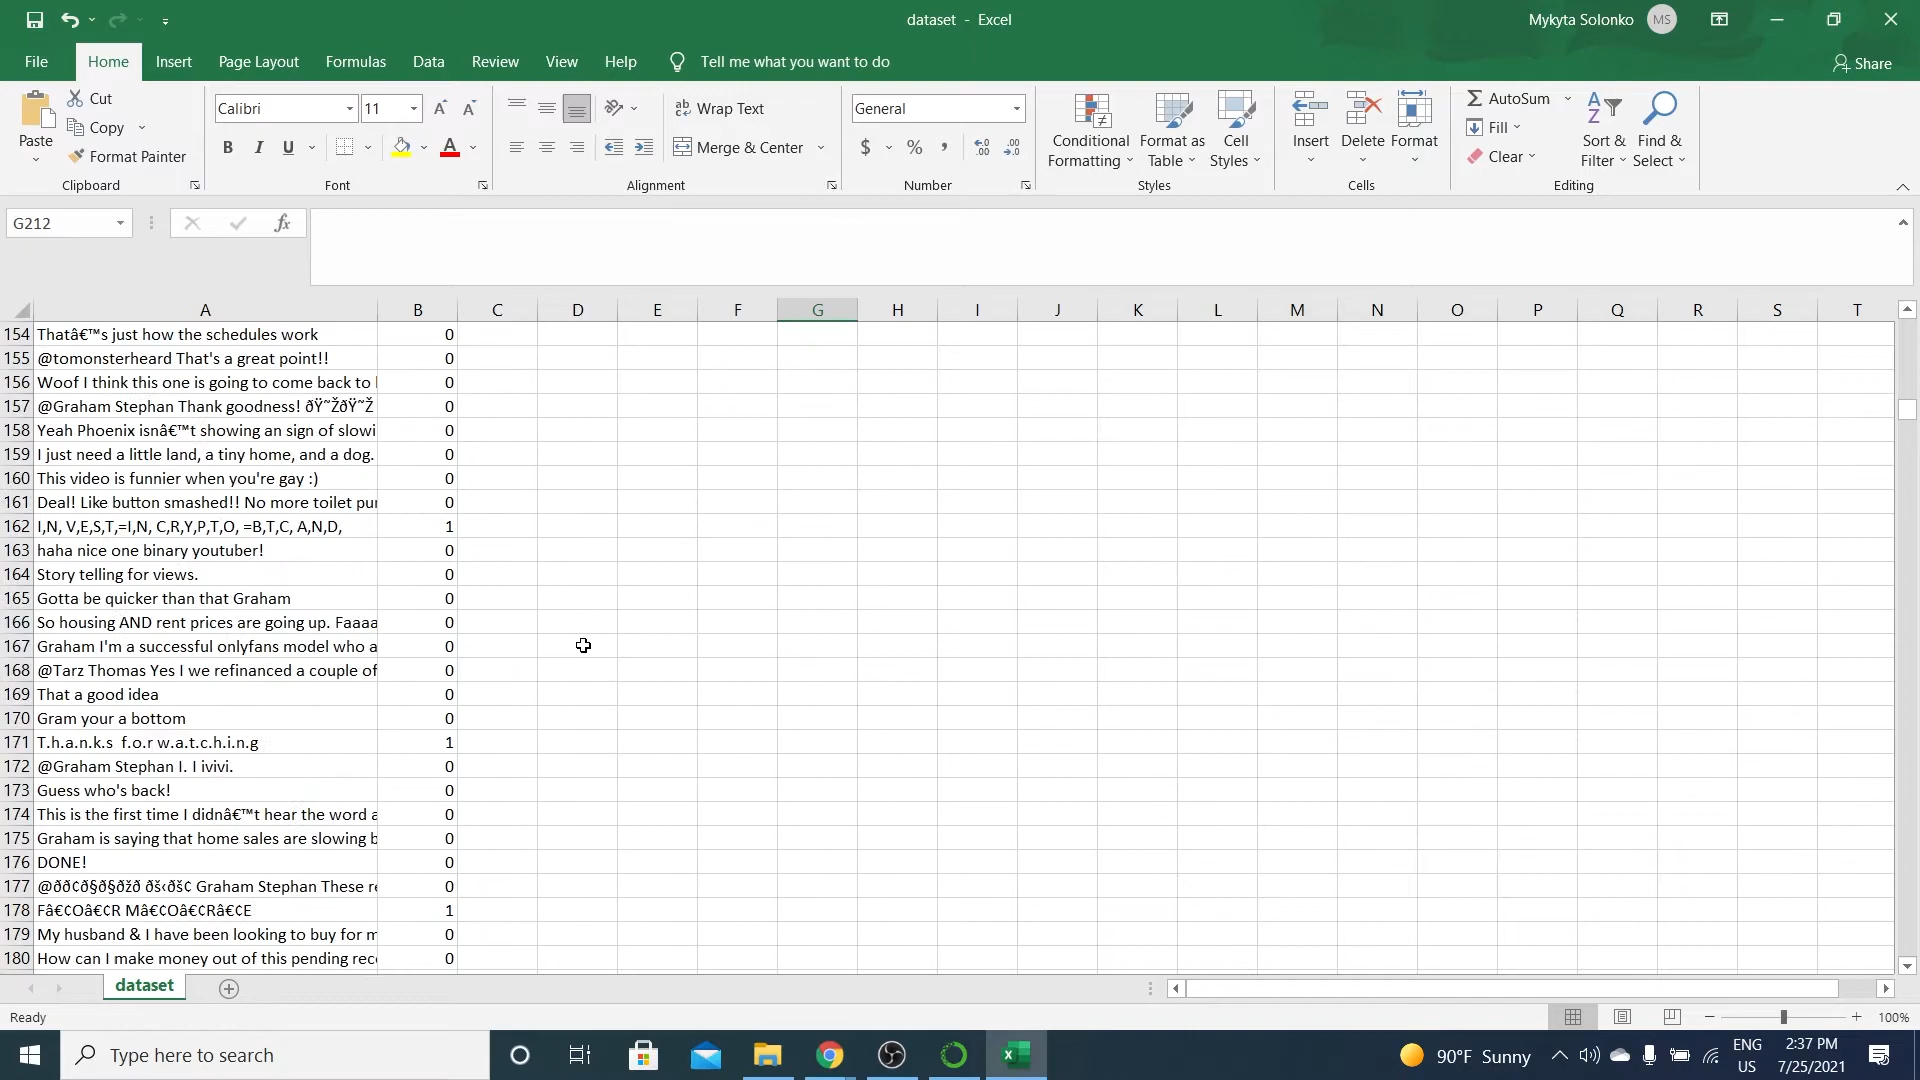 dataset - Excel
Mykyta Solonko MS
File Home Insert Page Layout Formulas Data Review View Help Tell me what you want to do Share
Cut
Copy
Format Painter
Paste
Clipboard
Calibri 11
B I U
Font
Wrap Text
Merge & Center
Alignment
General
$ % ,
Number
Conditional Formatting
Format as Table
Cell Styles
Styles
Insert Delete Format
Cells
AutoSum
Fill
Clear
Sort & Filter
Find & Select
Editing
G212 fx
A B C D E F G H I J K L M N O P Q R S T
154 Thatâ€™s just how the schedules work 0
155 @tomonsterheard That's a great point!! 0
156 Woof I think this one is going to come back to 0
157 @Graham Stephan Thank goodness! ðŸ˜ŽðŸ˜Ž 0
158 Yeah Phoenix isnâ€™t showing an sign of slowi 0
159 I just need a little land, a tiny home, and a dog. 0
160 This video is funnier when you're gay :) 0
161 Deal! Like button smashed!! No more toilet pu 0
162 I,N, V,E,S,T,=I,N, C,R,Y,P,T,O, =B,T,C, A,N,D, 1
163 haha nice one binary youtuber! 0
164 Story telling for views. 0
165 Gotta be quicker than that Graham 0
166 So housing AND rent prices are going up. Faaaa 0
167 Graham I'm a successful onlyfans model who a 0
168 @Tarz Thomas Yes I we refinanced a couple of 0
169 That a good idea 0
170 Gram your a bottom 0
171 T.h.a.n.k.s f.o.r w.a.t.c.h.i.n.g 1
172 @Graham Stephan I. I ivivi. 0
173 Guess who's back! 0
174 This is the first time I didnâ€™t hear the word a 0
175 Graham is saying that home sales are slowing b 0
176 DONE! 0
177 @ðð¢ð§ð§ðžð ðš‹ðš¢ Graham Stephan These re 0
178 Fâ€¢Oâ€¢R Mâ€¢Oâ€¢Râ€¢E 1
179 My husband & I have been looking to buy for m 0
180 How can I make money out of this pending rec 0
dataset
Ready 100%
Type here to search
90°F Sunny
ENG
US
2:37 PM
7/25/2021